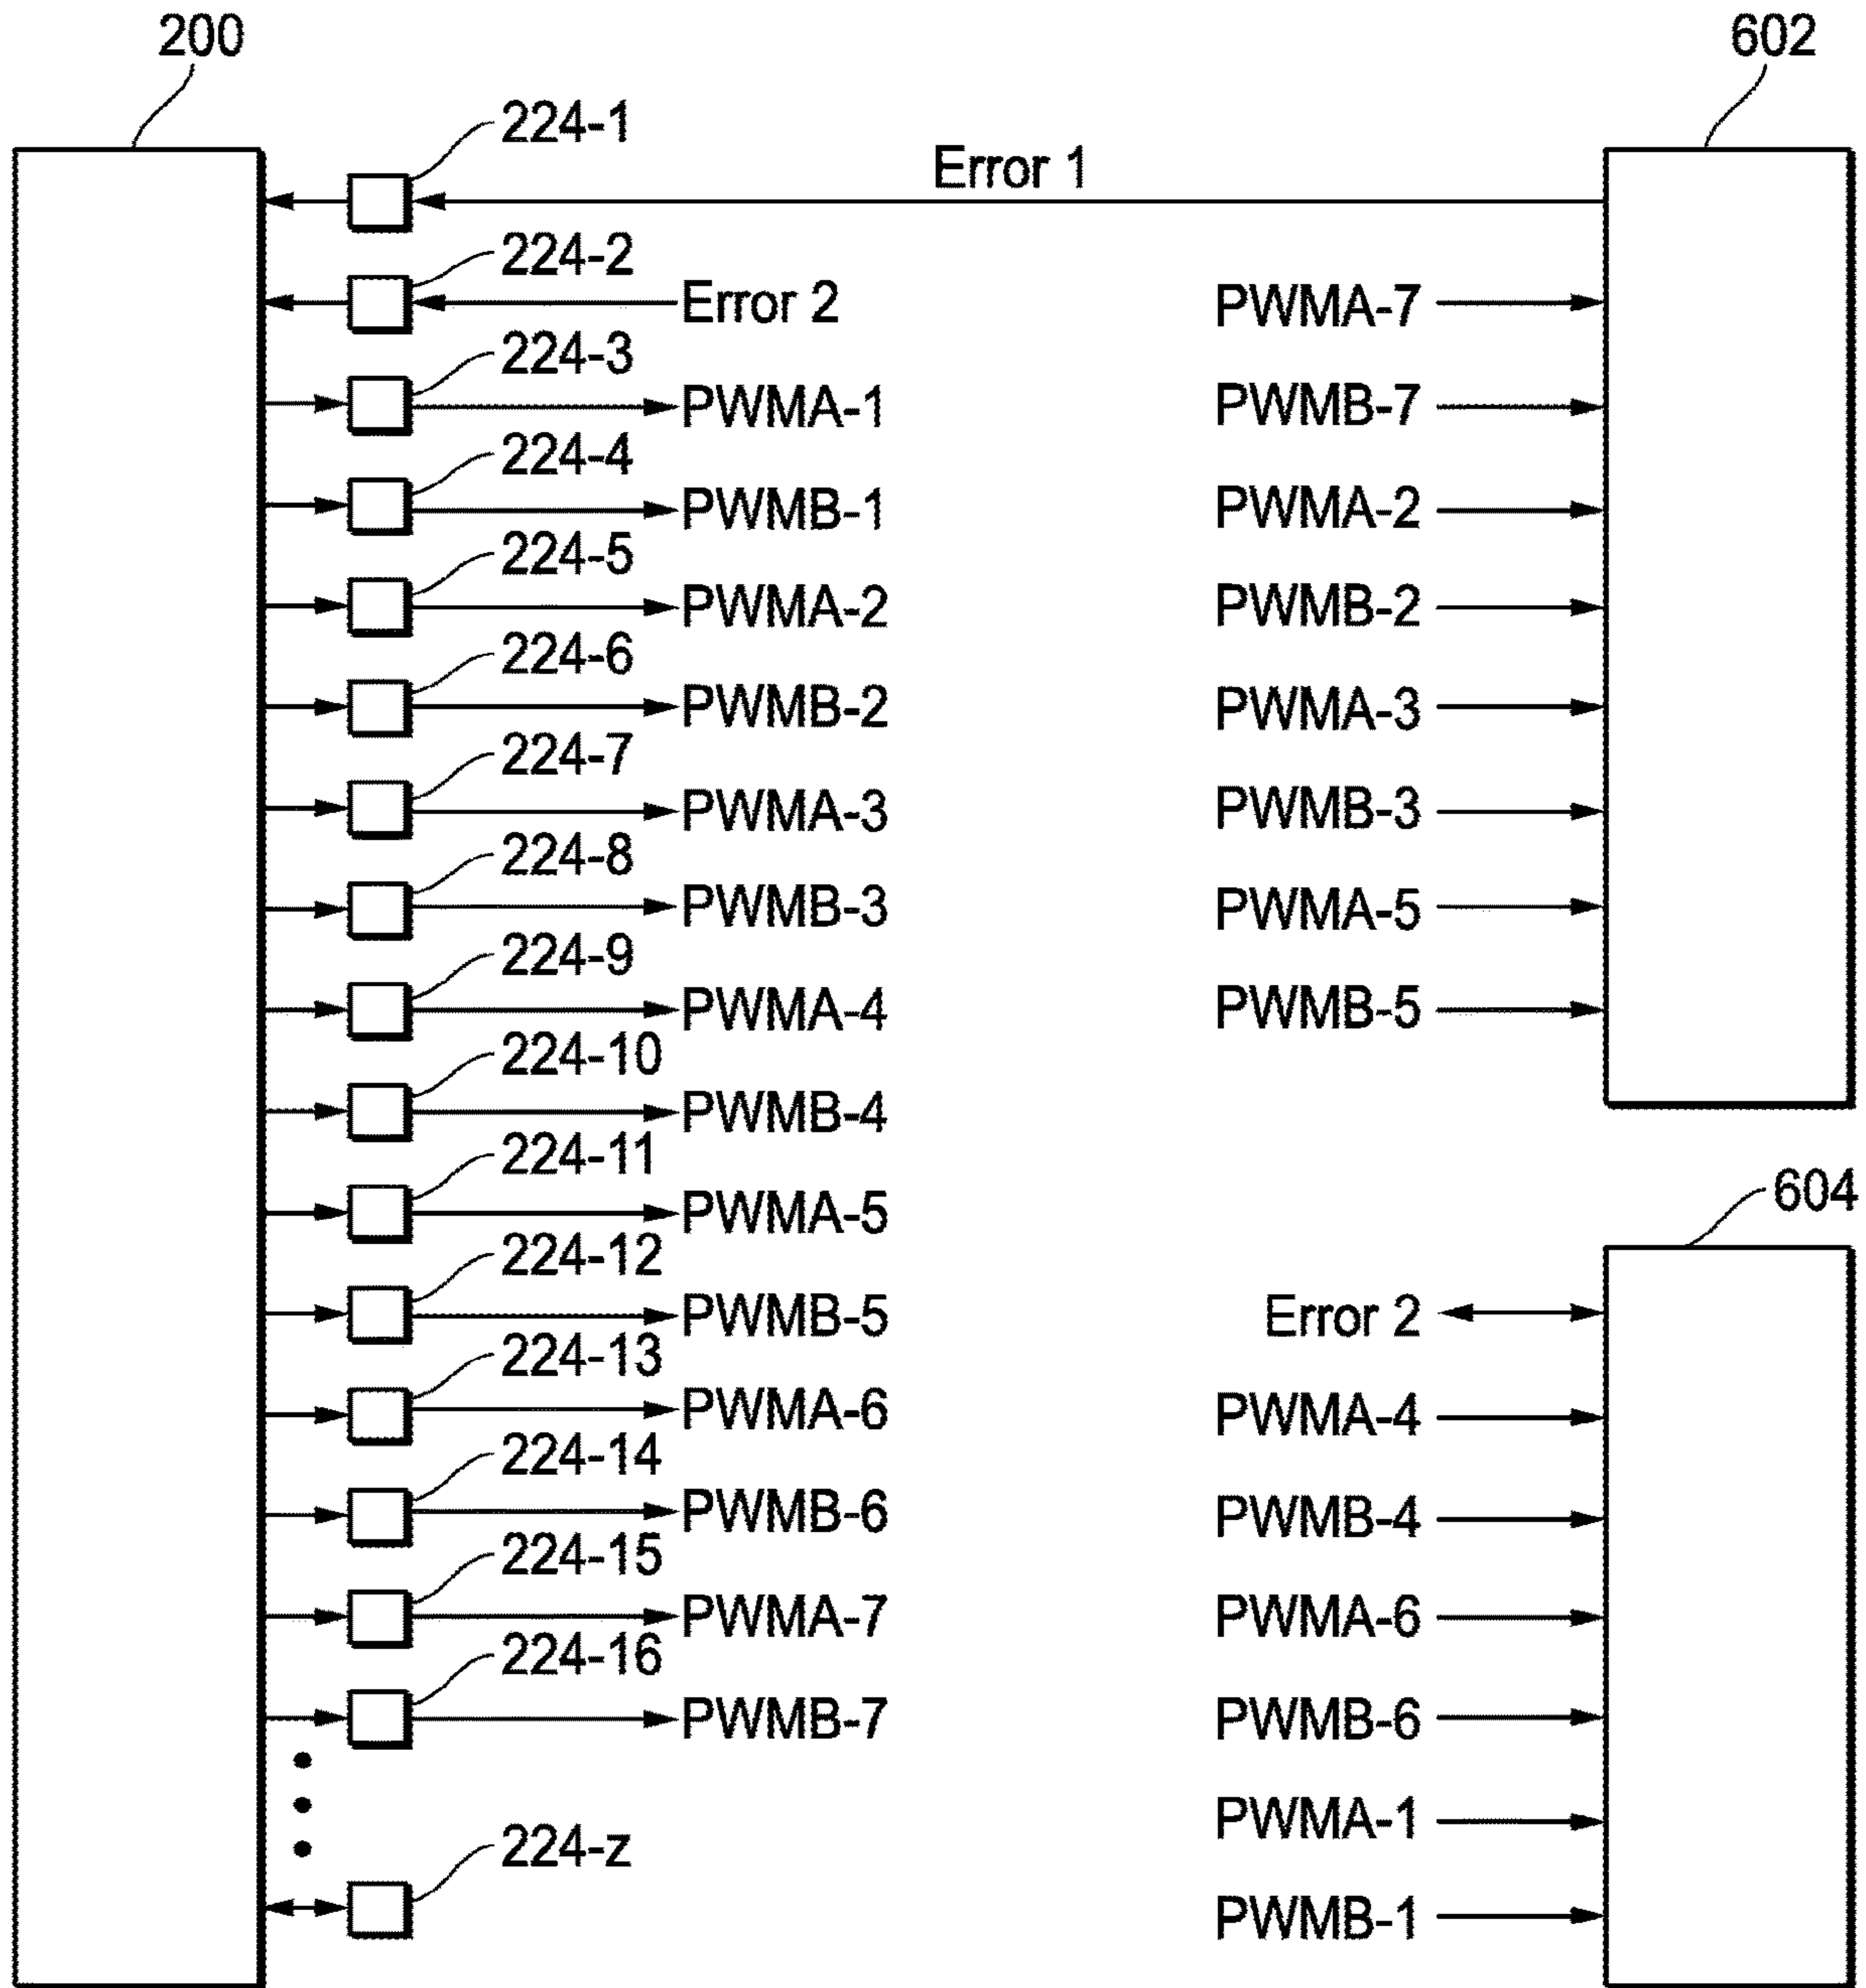 200
602
224-1
Error 1
224-2
Error 2
PWMA-7
224-3
PWMA-1
PWMB-7
224-4
PWMB-1
PWMA-2
224-5
PWMA-2
PWMB-2
224-6
PWMB-2
PWMA-3
224-7
PWMA-3
PWMB-3
224-8
PWMB-3
PWMA-5
224-9
PWMA-4
PWMB-5
224-10
PWMB-4
224-11
PWMA-5
604
224-12
PWMB-5
Error 2
224-13
PWMA-6
PWMA-4
224-14
PWMB-6
PWMB-4
224-15
PWMA-7
PWMA-6
224-16
PWMB-7
PWMB-6
224-z
PWMA-1
PWMB-1